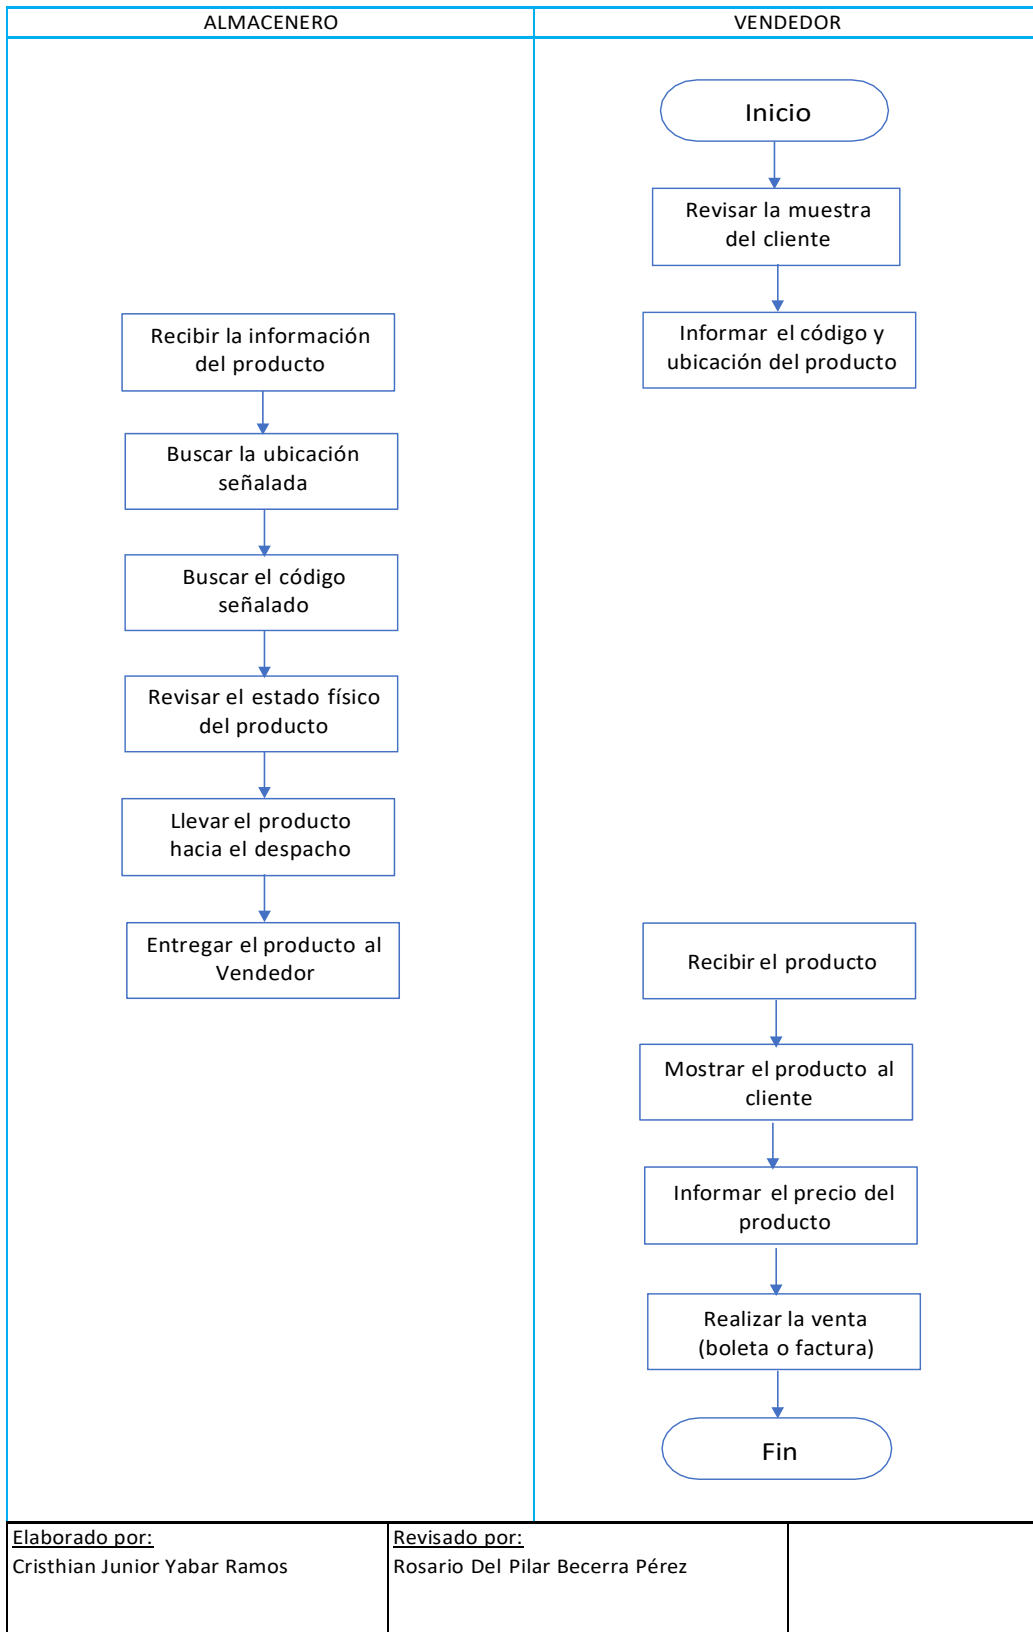 ALMACENERO
VENDEDOR
Inicio
Revisar la muestra
del cliente
Informar el código y
ubicación del producto
Recibir la información
del producto
Buscar la ubicación
señalada
Buscar el código
señalado
Revisar el estado físico
del producto
Llevar el producto
hacia el despacho
Entregar el producto al
Vendedor
Recibir el producto
Mostrar el producto al
cliente
Informar el precio del
producto
Realizar la venta
(boleta o factura)
Fin
Elaborado por:
Cristhian Junior Yabar Ramos
Revisado por:
Rosario Del Pilar Becerra Pérez